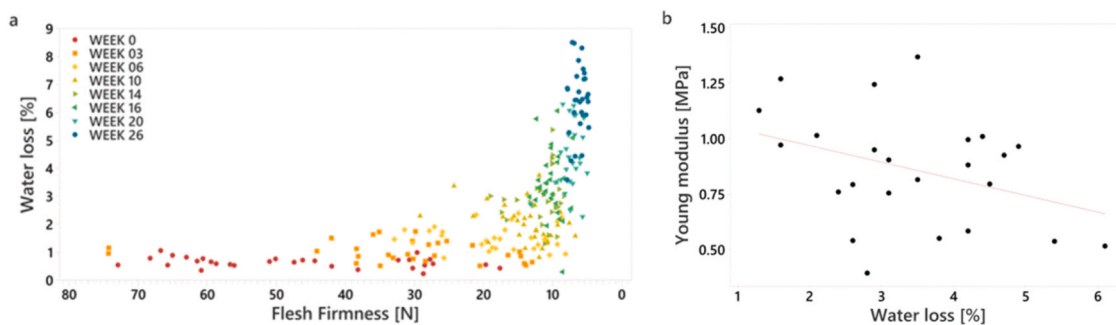 a
9
8
7
6
5
4
3
2
1
0
Water loss [%]
WEEK 0
WEEK 03
WEEK 06
WEEK 10
WEEK 14
WEEK 16
WEEK 20
WEEK 26
80 70 60 50 40 30 20 10 0
Flesh Firmness [N]
b
1.50
1.25
1.00
0.75
0.50
Young modulus [MPa]
1 2 3 4 5 6
Water loss [%]